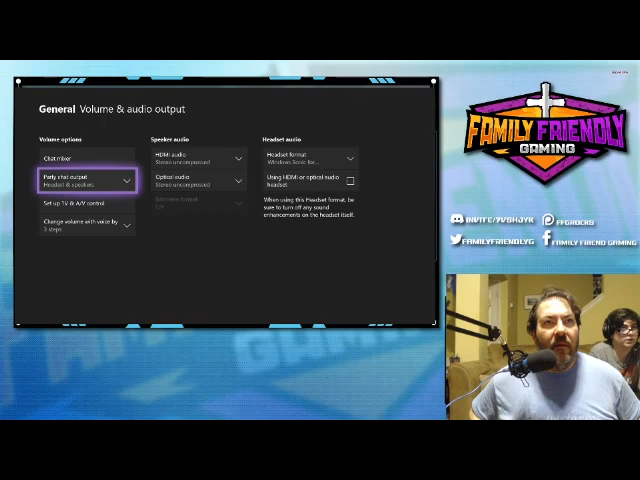 General Volume & audio output
Volume options
Chat mixer
Party chat output
Headset & speakers
Set up TV & A/V control
Change volume with voice by
3 steps
Speaker audio
HDMI audio
Stereo uncompressed
Optical audio
Stereo uncompressed
Bitstream format
Off
Headset audio
Headset format
Windows Sonic for...
Using HDMI or optical audio
headset
When using this Headset format, be
sure to turn off any sound
enhancements on the headset itself.
FAMILY FRIENDLY
GAMING
FFGROCKS
FAMILYFRIENDLYG
FAMILY FRIEND GAMING